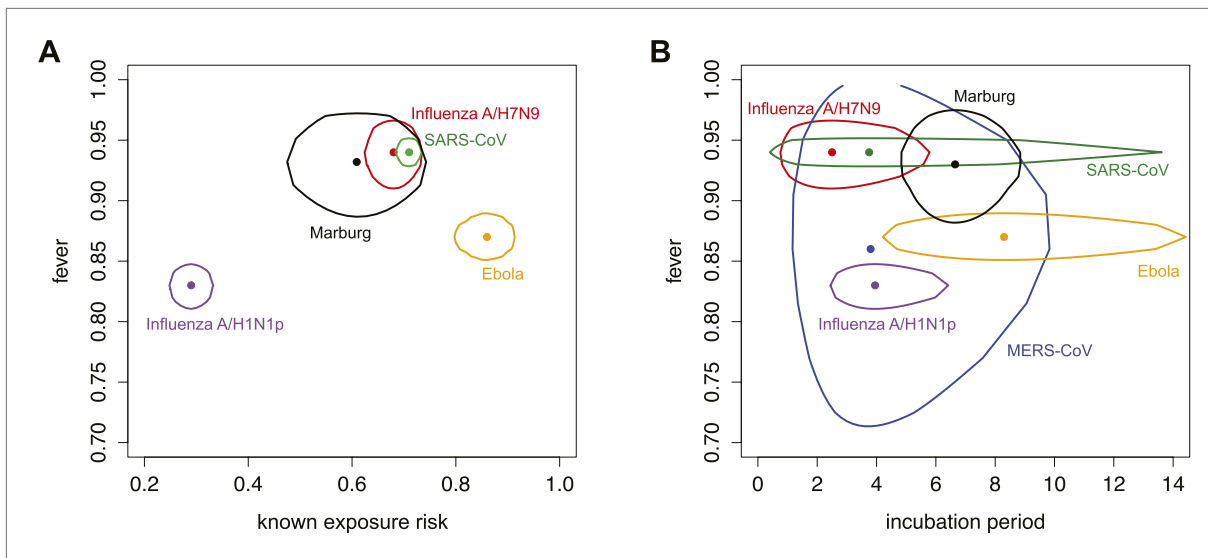 A
fever
1.00
0.95
0.90
0.85
0.80
0.75
0.70
Influenza A/H7N9
SARS-CoV
Marburg
Ebola
Influenza A/H1N1p
0.2 0.4 0.6 0.8 1.0
known exposure risk
B
fever
1.00
0.95
0.90
0.85
0.80
0.75
0.70
Marburg
Influenza A/H7N9
SARS-CoV
Ebola
Influenza A/H1N1p
MERS-CoV
0 2 4 6 8 10 12 14
incubation period